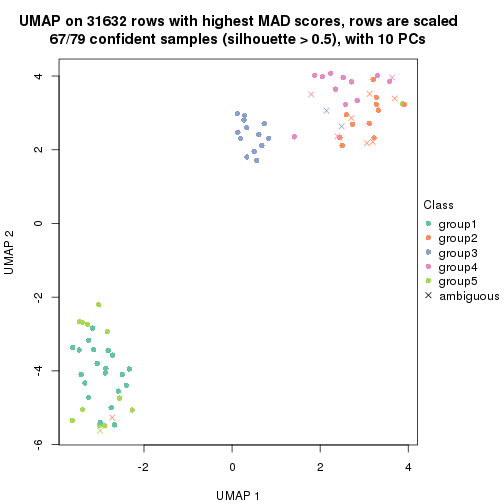 UMAP on 31632 rows with highest MAD scores, rows are scaled
67/79 confident samples (silhouette > 0.5), with 10 PCs
4
2
0
-2
-4
-6
UMAP 2
-2
0
2
4
UMAP 1
Class
group1
group2
group3
group4
group5
ambiguous